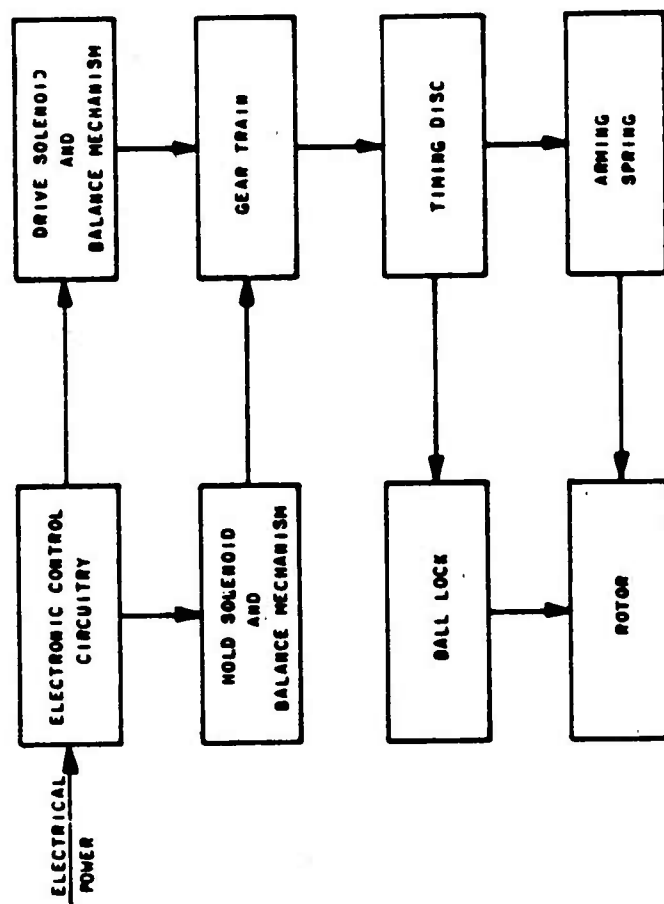 ELECTRICAL
POWER
ELECTRONIC CONTROL
CIRCUITRY
DRIVE SOLENOID
AND
BALANCE MECHANISM
HOLD SOLENOID
AND
BALANCE MECHANISM
GEAR TRAIN
BALL LOCK
TIMING DISC
ROTOR
ARMING
SPRING